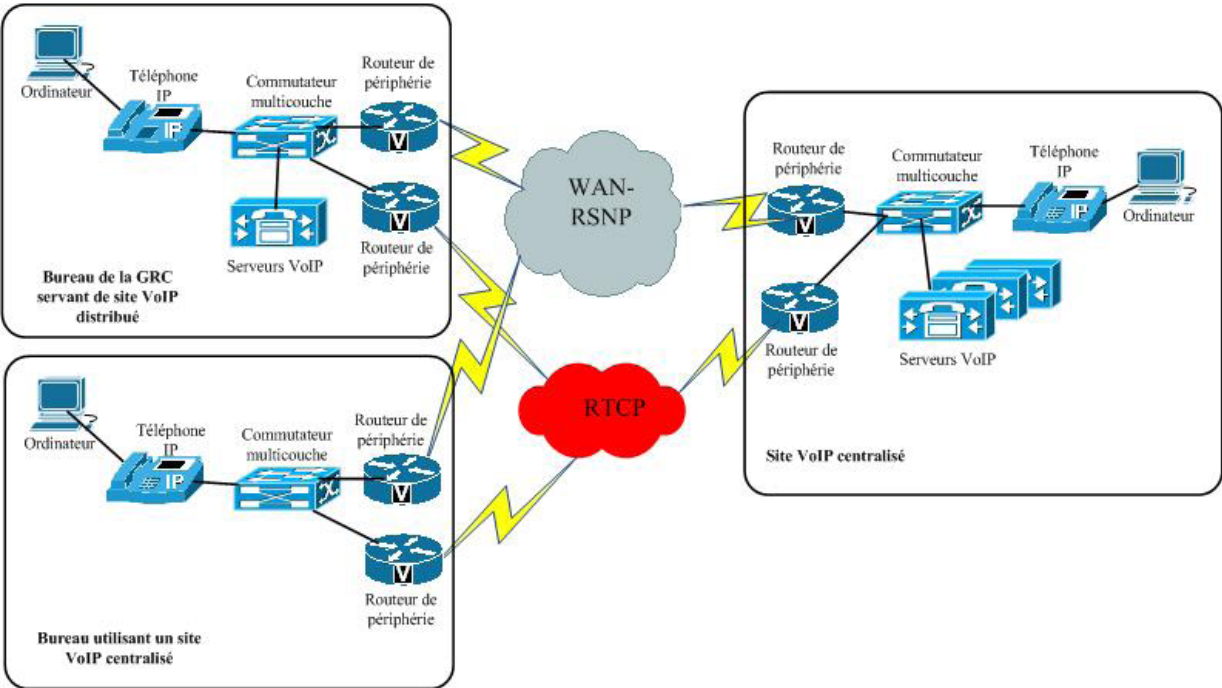 Ordinateur
Téléphone
IP
IP
Commutateur
multicouche
Routeur de
périphérie
V
V
Routeur de
périphérie
Serveurs VoIP
Bureau de la GRC
servant de site VoIP
distribué
WAN-
RSNP
RTCP
Routeur de
périphérie
V
Commutateur
multicouche
Téléphone
IP
IP
Ordinateur
V
Routeur de
périphérie
Serveurs VoIP
Site VoIP centralisé
Ordinateur
Téléphone
IP
IP
Commutateur
multicouche
Routeur de
périphérie
V
V
Routeur de
périphérie
Bureau utilisant un site
VoIP centralisé